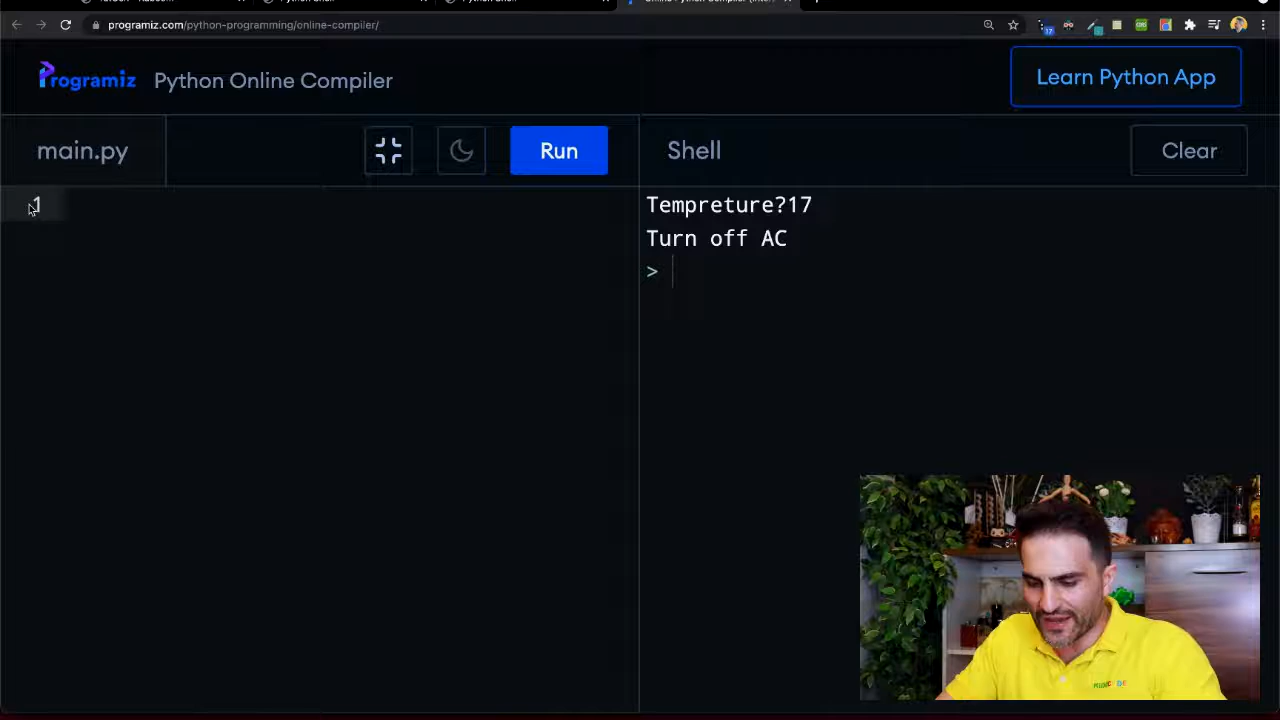 programiz.com/python-programming/online-compiler/
Programiz
Python Online Compiler
Learn Python App
main.py
Run
Shell
Clear
1
Tempreture?17
Turn off AC
>